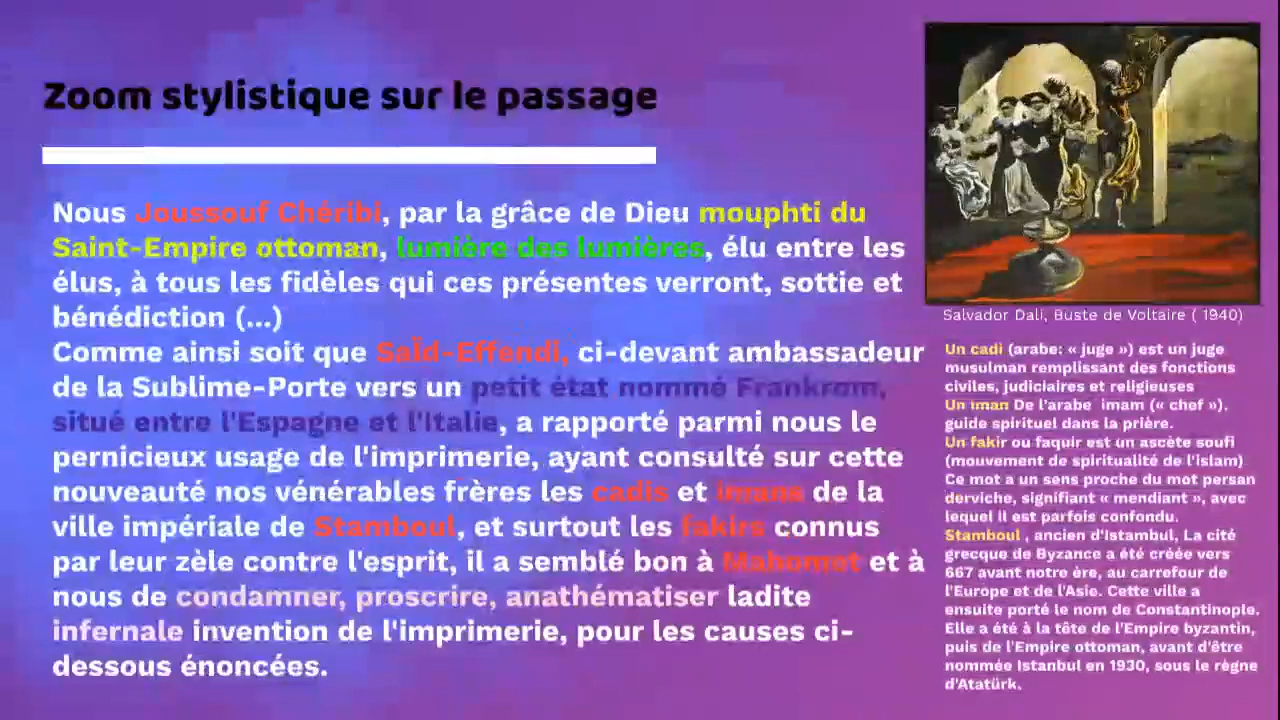 Zoom stylistique sur le passage
Nous Joussouf Chéribi, par la grâce de Dieu mouphti du
Saint-Empire ottoman, lumière des lumières, élu entre les
élus, à tous les fidèles qui ces présentes verront, sottie et
bénédiction (...)
Comme ainsi soit que SaÏd-Effendi, ci-devant ambassadeur
de la Sublime-Porte vers un petit état nommé Frankrom,
situé entre l'Espagne et l'Italie, a rapporté parmi nous le
pernicieux usage de l'imprimerie, ayant consulté sur cette
nouveauté nos vénérables frères les cadis et imans de la
ville impériale de Stamboul, et surtout les fakirs connus
par leur zèle contre l'esprit, il a semblé bon à Mahomet et à
nous de condamner, proscrire, anathématiser ladite
infernale invention de l'imprimerie, pour les causes ci-
dessous énoncées.
Salvador Dali, Buste de Voltaire ( 1940)
Un cadi (arabe: « juge ») est un juge
musulman remplissant des fonctions
civiles, judiciaires et religieuses
Un iman De l'arabe imam (« chef »).
guide spirituel dans la prière.
Un fakir ou faquir est un ascète soufi
(mouvement de spiritualité de l'islam)
Ce mot a un sens proche du mot persan
derviche, signifiant « mendiant », avec
lequel il est parfois confondu.
Stamboul , ancien d'Istambul, La cité
grecque de Byzance a été créée vers
667 avant notre ère, au carrefour de
l'Europe et de l'Asie. Cette ville a
ensuite porté le nom de Constantinople.
Elle a été à la tête de l'Empire byzantin,
puis de l'Empire ottoman, avant d'être
nommée Istanbul en 1930, sous le règne
d'Atatürk.